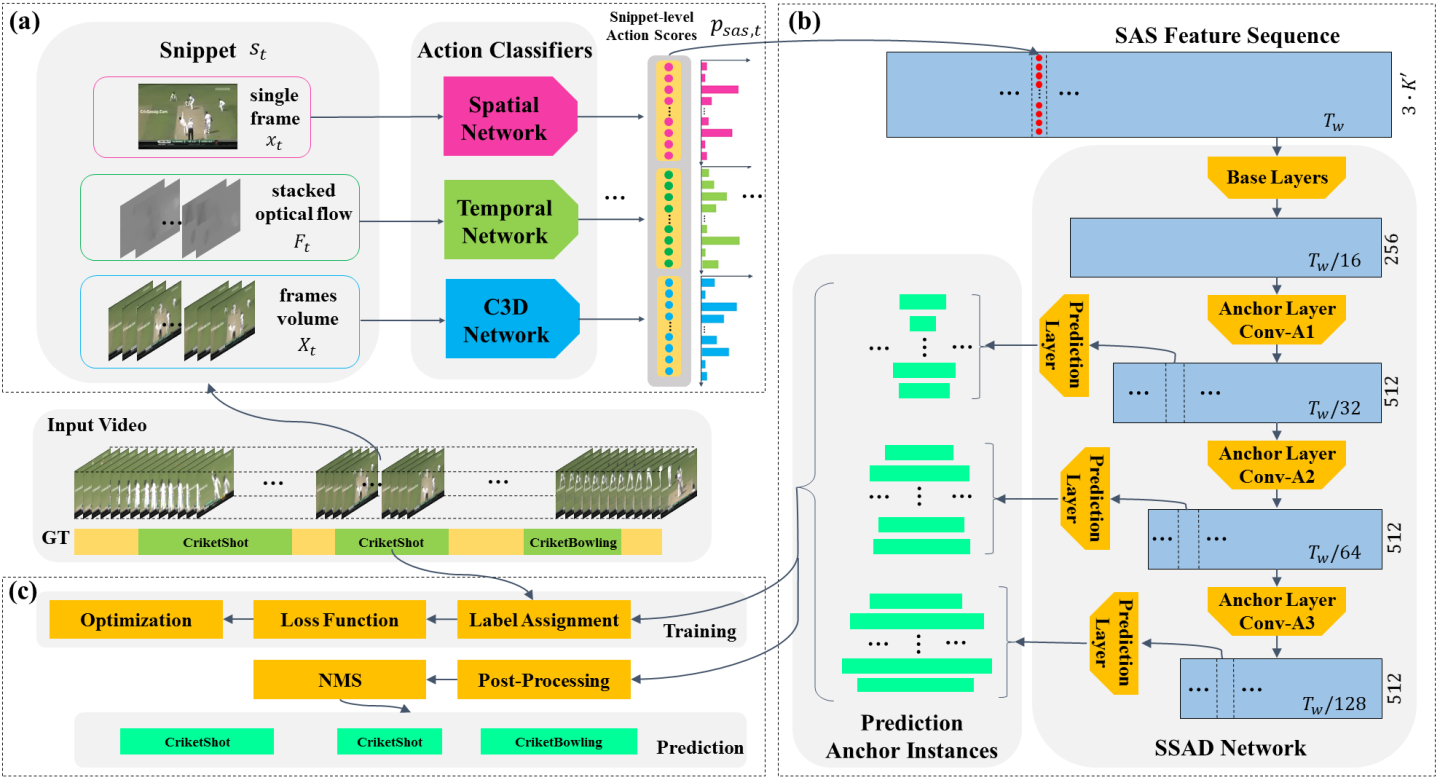 (a)
Snippet s_t
single
frame
x_t
stacked
optical flow
F_t
frames
volume
X_t
Action Classifiers
Spatial
Network
Temporal
Network
C3D
Network
Snippet-level
Action Scores
p_{sas,t}
...
...
Input Video
...
...
...
GT
CriketShot
CriketShot
CriketBowling
(b)
SAS Feature Sequence
... ...
T_w
3 · K′
Base Layers
T_w/16
256
Anchor Layer
Conv-A1
Prediction
Layer
... ...
T_w/32
512
Anchor Layer
Conv-A2
Prediction
Layer
... ...
T_w/64
512
Anchor Layer
Conv-A3
Prediction
Layer
... ...
T_w/128
512
Prediction
Anchor Instances
SSAD Network
(c)
Optimization
Loss Function
Label Assignment
Training
NMS
Post-Processing
CriketShot
CriketShot
CriketBowling
Prediction